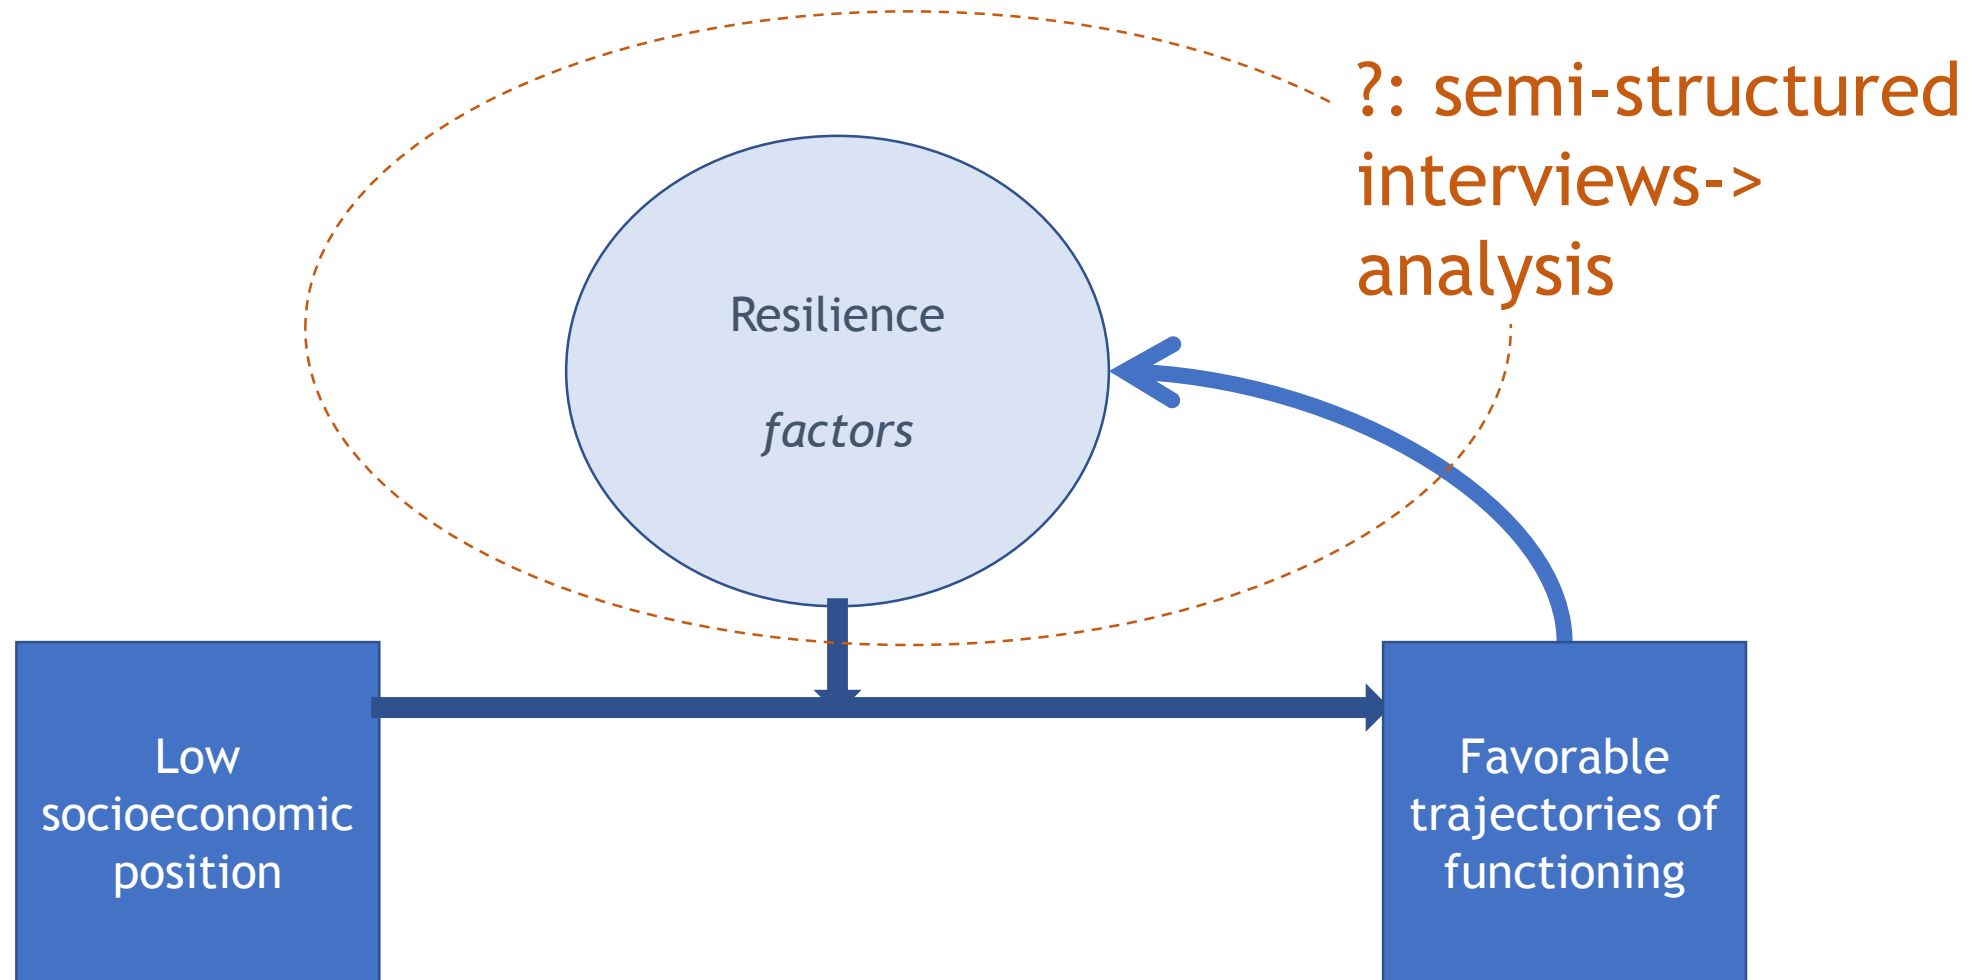 ?: semi-structured
interviews->
analysis
Resilience
factors
Low
socioeconomic
position
Favorable
trajectories of
functioning